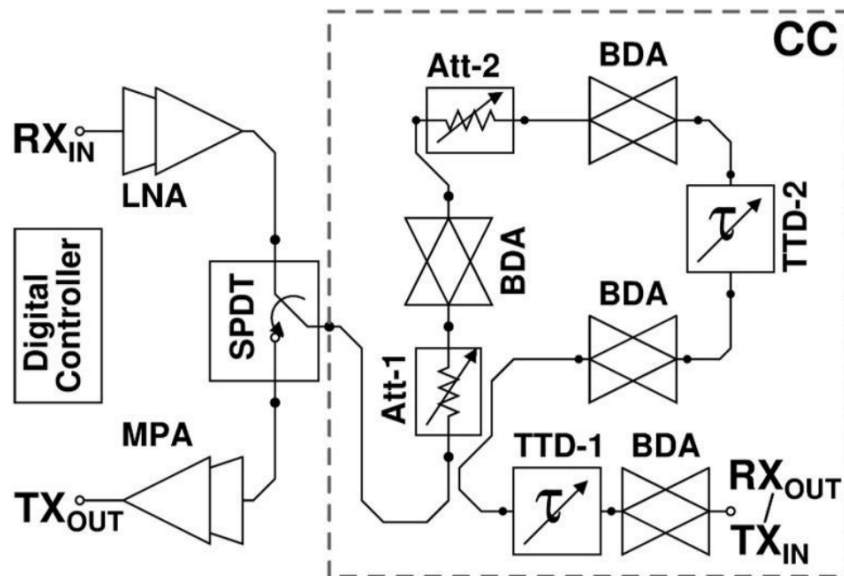 CC
BDA
Att-2
RX_IN
LNA
TTD-2
τ
BDA
Digital
Controller
SPDT
BDA
Att-1
MPA
TTD-1
BDA
RX_OUT
/
TX_IN
τ
TX_OUT